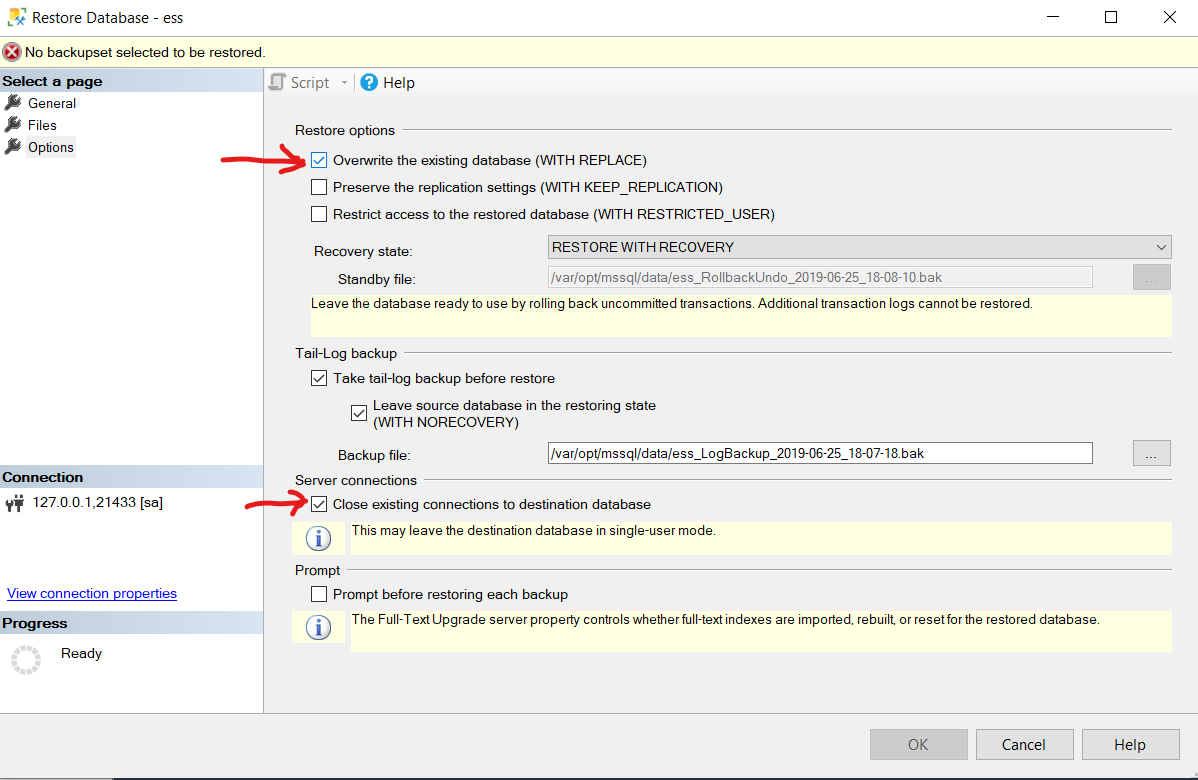 Restore Database - ess
No backupset selected to be restored.
Select a page
General
Files
Options
Script
Help
Restore options
Overwrite the existing database (WITH REPLACE)
Preserve the replication settings (WITH KEEP_REPLICATION)
Restrict access to the restored database (WITH RESTRICTED_USER)
Recovery state:
RESTORE WITH RECOVERY
Standby file:
/var/opt/mssql/data/ess_RollbackUndo_2019-06-25_18-08-10.bak
...
Leave the database ready to use by rolling back uncommitted transactions. Additional transaction logs cannot be restored.
Tail-Log backup
Take tail-log backup before restore
Leave source database in the restoring state
(WITH NORECOVERY)
Backup file:
/var/opt/mssql/data/ess_LogBackup_2019-06-25_18-07-18.bak
...
Server connections
Close existing connections to destination database
This may leave the destination database in single-user mode.
Prompt
Prompt before restoring each backup
The Full-Text Upgrade server property controls whether full-text indexes are imported, rebuilt, or reset for the restored database.
Connection
127.0.0.1,21433 [sa]
View connection properties
Progress
Ready
OK
Cancel
Help